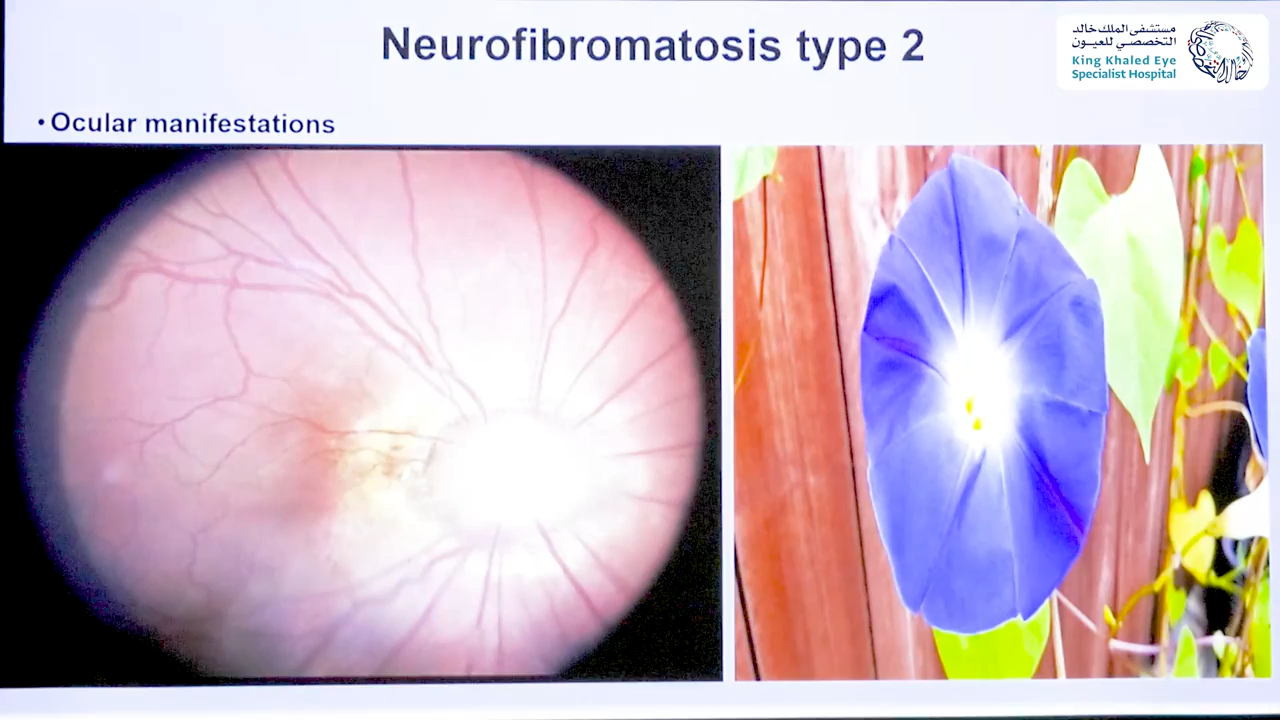 Neurofibromatosis type 2
مستشفى الملك خالد
التخصصي للعيون
King Khaled Eye
Specialist Hospital
• Ocular manifestations